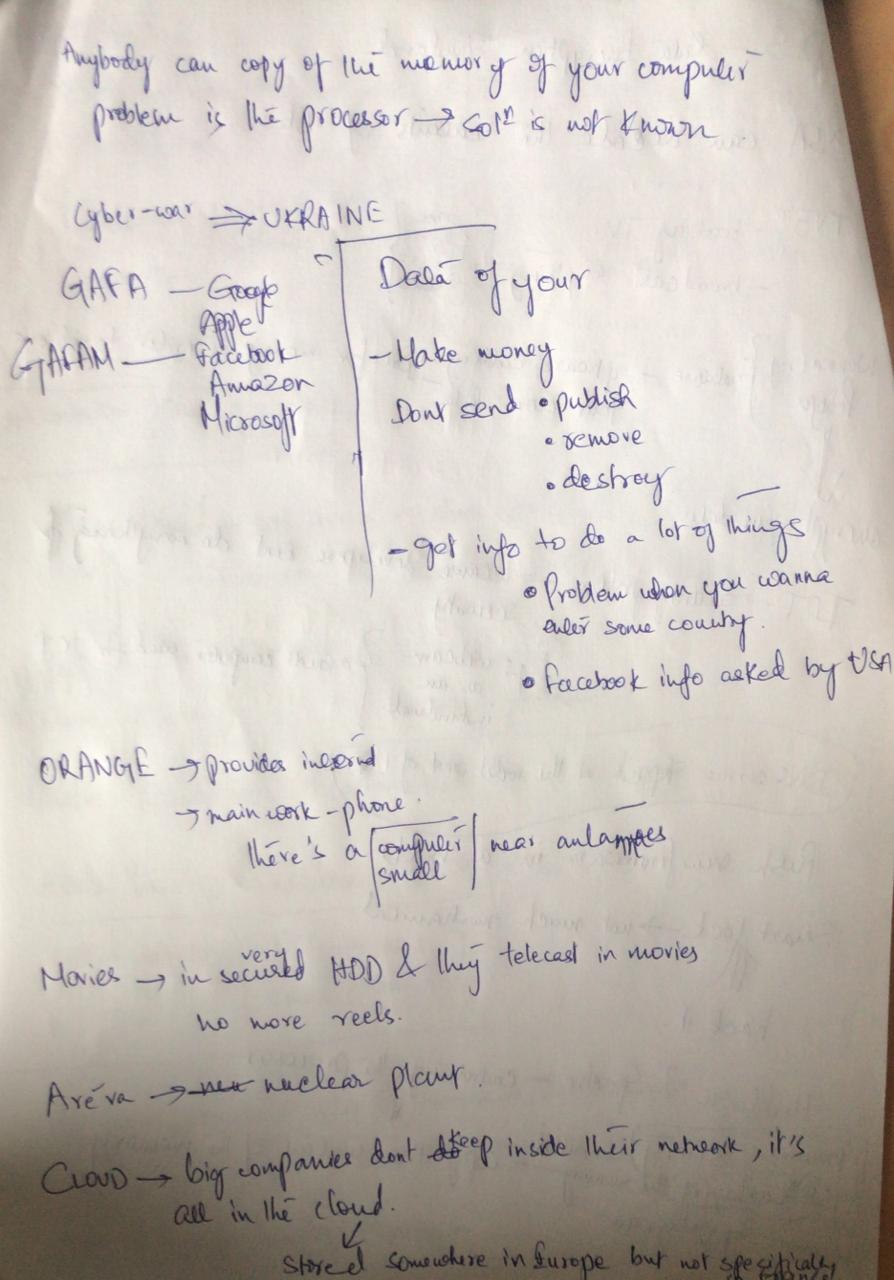 Anybody can copy of the memory of your computer
problem is the processor → solⁿ is not known
Cyber-war ⇒ UKRAINE
GAFA — Google
Apple
GAFAM — Facebook
Amazon
Microsoft
Data of your
- Make money
Dont send • publish
• remove
• destroy
- get info to do a lot of things
• Problem when you wanna
enter some country.
• Facebook info asked by USA
ORANGE → provides
→ main work - phone.
there's a computer near
small
very
Movies → in secured HDD & they telecast in movies
no more reels.
Aréva → nuclear plant.
CLOUD → big companies dont keep inside their network, it's
all in the cloud.
stored somewhere in Europe but not spesifically